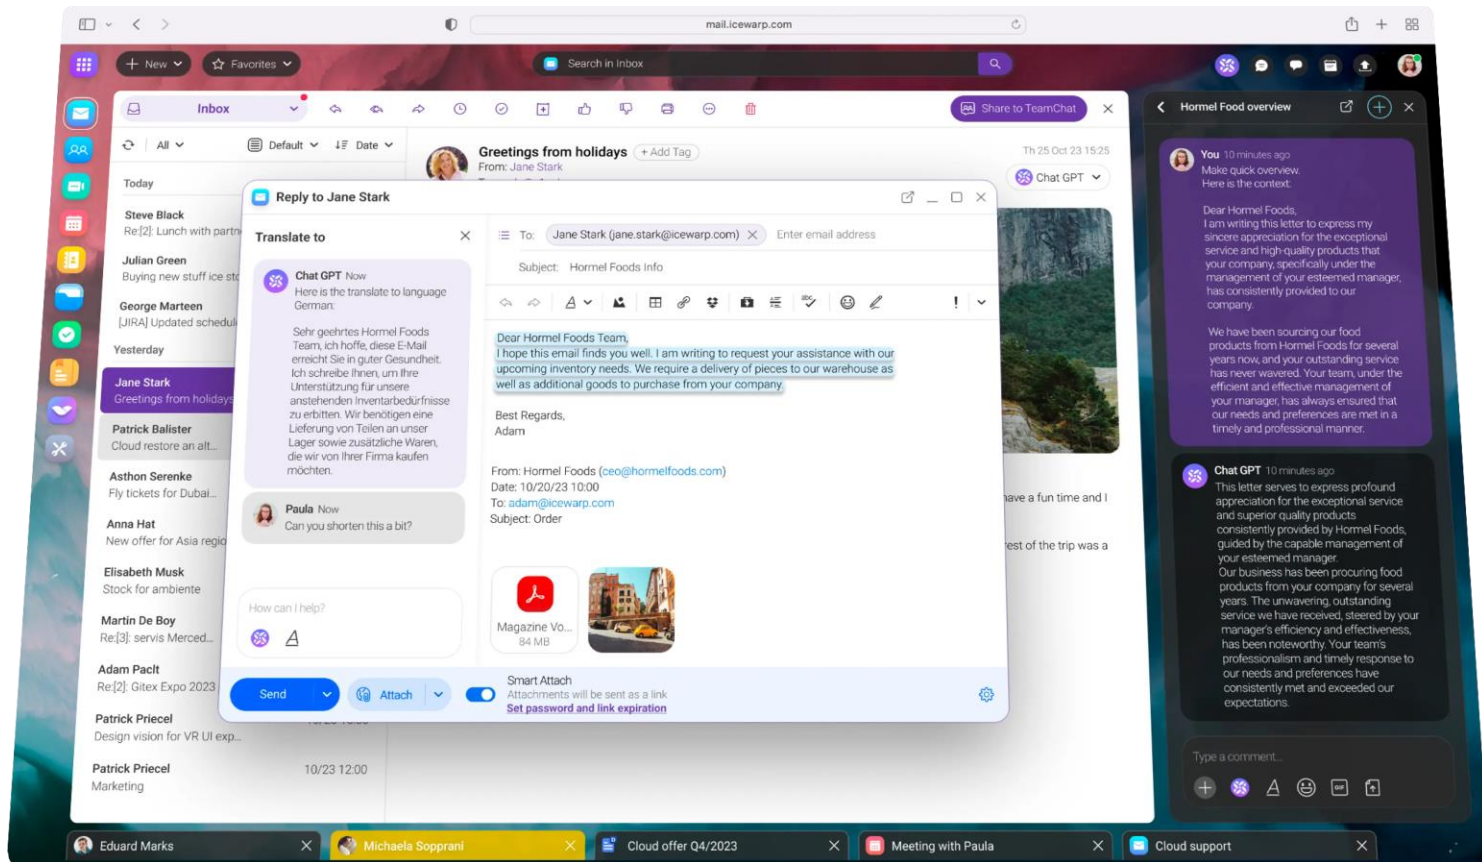 mail.icewarp.com
New
Favorites
Search in Inbox
Inbox
Share to TeamChat
All
Default
Date
Today
Steve Black
Re:[2]: Lunch with partn
Julian Green
Buying new stuff ice sto
George Marteen
[JIRA] Updated schedul
Yesterday
Jane Stark
Greetings from holidays
Patrick Balister
Cloud restore an alt...
Asthon Serenke
Fly tickets for Dubai...
Anna Hat
New offer for Asia regio
Elisabeth Musk
Stock for ambiente
Martin De Boy
Re:[3]: servis Merced...
Adam Paclt
Re:[2]: Gitex Expo 2023
Patrick Priecel
Design vision for VR UI exp...
Patrick Priecel
10/23 12:00
Marketing
Greetings from holidays
+ Add Tag
From: Jane Stark
Th 25 Oct 23 15:25
Chat GPT
have a fun time and I
rest of the trip was a
Reply to Jane Stark
Translate to
Chat GPT Now
Here is the translate to language
German:
Sehr geehrtes Hormel Foods
Team, ich hoffe, diese E-Mail
erreicht Sie in guter Gesundheit.
Ich schreibe Ihnen, um Ihre
Unterstützung für unsere
anstehenden Inventarbedürfnisse
zu erbitten. Wir benötigen eine
Lieferung von Teilen an unser
Lager sowie zusätzliche Waren,
die wir von Ihrer Firma kaufen
möchten.
Paula Now
Can you shorten this a bit?
How can I help?
To: Jane Stark (jane.stark@icewarp.com) Enter email address
Subject: Hormel Foods Info
Dear Hormel Foods Team,
I hope this email finds you well. I am writing to request your assistance with our
upcoming inventory needs. We require a delivery of pieces to our warehouse as
well as additional goods to purchase from your company.
Best Regards,
Adam
From: Hormel Foods (ceo@hormelfoods.com)
Date: 10/20/23 10:00
To: adam@icewarp.com
Subject: Order
Magazine Vo...
84 MB
Send
Attach
Smart Attach
Attachments will be sent as a link
Set password and link expiration
Hormel Food overview
You 10 minutes ago
Make quick overview.
Here is the context:
Dear Hormel Foods,
I am writing this letter to express my
sincere appreciation for the exceptional
service and high-quality products that
your company, specifically under the
management of your esteemed manager,
has consistently provided to our
company.
We have been sourcing our food
products from Hormel Foods for several
years now, and your outstanding service
has never wavered. Your team, under the
efficient and effective management of
your manager, has always ensured that
our needs and preferences are met in a
timely and professional manner.
Chat GPT 10 minutes ago
This letter serves to express profound
appreciation for the exceptional service
and superior quality products
consistently provided by Hormel Foods,
guided by the capable management of
your esteemed manager.
Our business has been procuring food
products from your company for several
years. The unwavering, outstanding
service we have received, steered by your
manager's efficiency and effectiveness,
has been noteworthy. Your team's
professionalism and timely response to
our needs and preferences have
consistently met and exceeded our
expectations.
Type a comment...
GIF
Eduard Marks
Michaela Sopprani
Cloud offer Q4/2023
Meeting with Paula
Cloud support